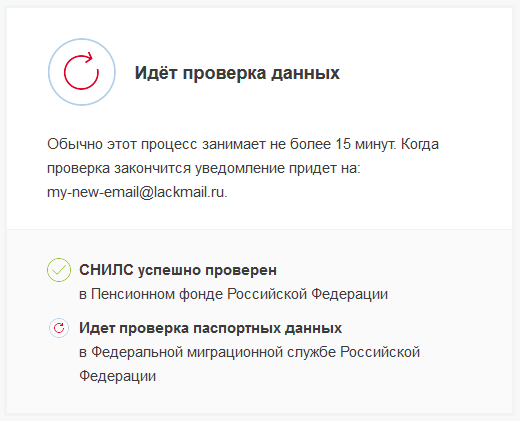 Идёт проверка данных
Обычно этот процесс занимает не более 15 минут. Когда
проверка закончится уведомление придет на:
my-new-email@lackmail.ru.
СНИЛС успешно проверен
в Пенсионном фонде Российской Федерации
Идет проверка паспортных данных
в Федеральной миграционной службе Российской
Федерации